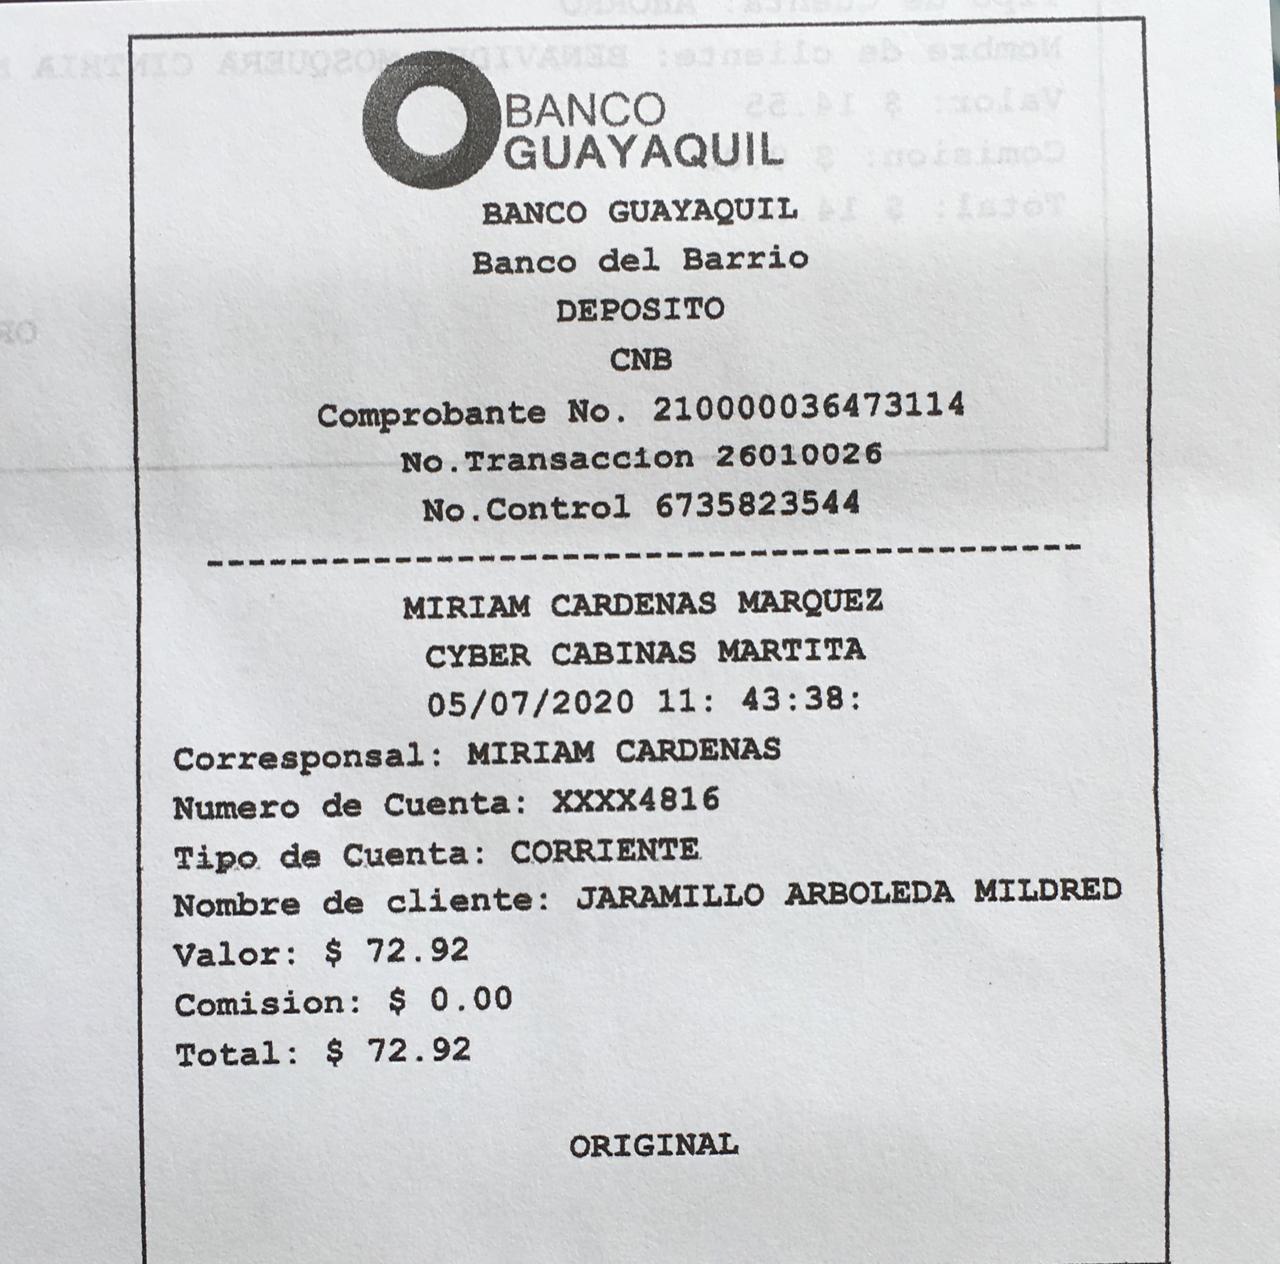 BANCO
GUAYAQUIL
BANCO GUAYAQUIL
Banco del Barrio
DEPOSITO
CNB
Comprobante No. 210000036473114
No.Transaccion 26010026
No.Control 6735823544
------------------------------------------
MIRIAM CARDENAS MARQUEZ
CYBER CABINAS MARTITA
05/07/2020 11: 43:38:
Corresponsal: MIRIAM CARDENAS
Numero de Cuenta: XXXX4816
Tipo de Cuenta: CORRIENTE
Nombre de cliente: JARAMILLO ARBOLEDA MILDRED
Valor: $ 72.92
Comision: $ 0.00
Total: $ 72.92
ORIGINAL